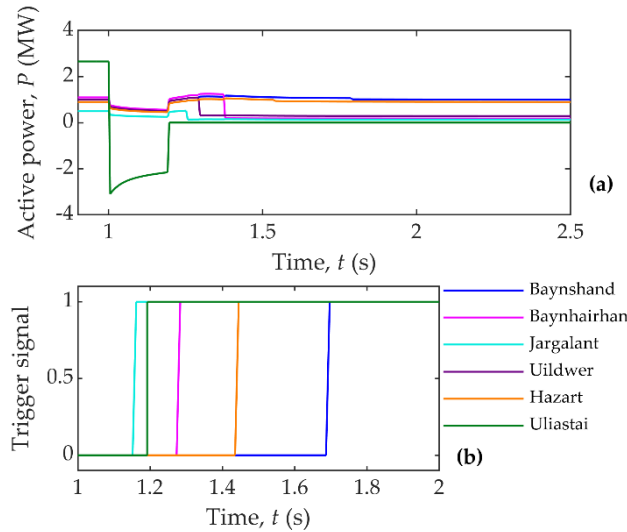 4
2
0
-2
-4
Active power, P (MW)
1
1.5
2
2.5
Time, t (s)
(a)
1
0.5
0
Trigger signal
1
1.2
1.4
1.6
1.8
2
Time, t (s)
(b)
Baynshand
Baynhairhan
Jargalant
Uildwer
Hazart
Uliastai